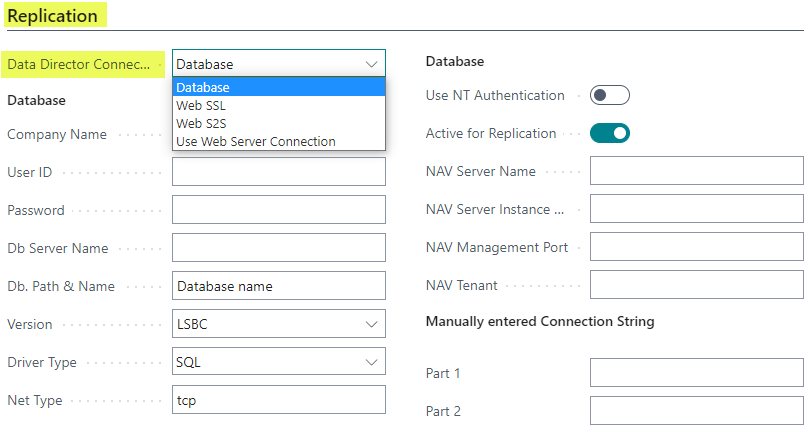 Replication
Data Director Connec...
Database
Database
Web SSL
Web S2S
Use Web Server Connection
Database
Company Name
User ID
Password
Db Server Name
Db. Path & Name
Database name
Version
LSBC
Driver Type
SQL
Net Type
tcp
Database
Use NT Authentication
Active for Replication
NAV Server Name
NAV Server Instance ...
NAV Management Port
NAV Tenant
Manually entered Connection String
Part 1
Part 2